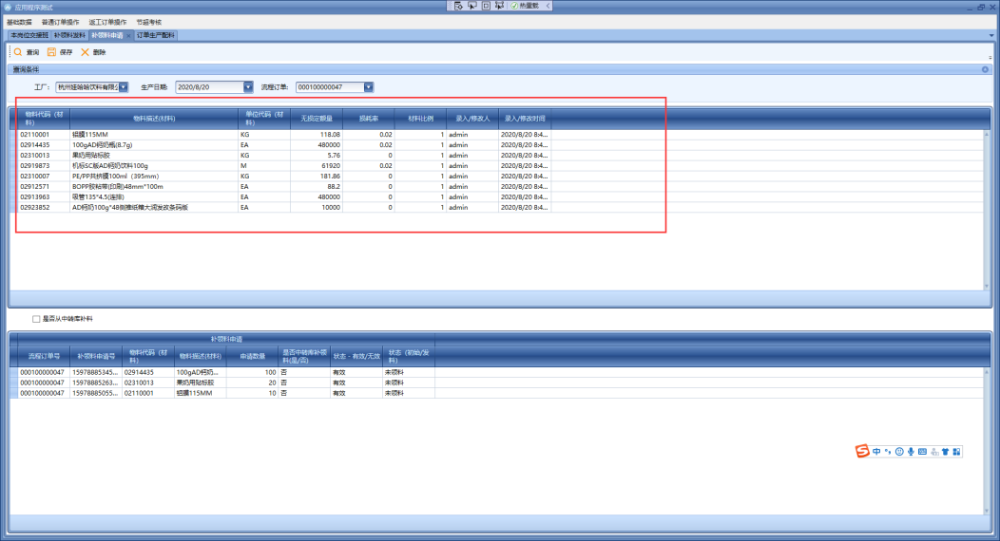 应用程序测试
热重载
基础数据 普通订单操作 返工订单操作 节超考核
本岗位交接班 补领料发料 补领料申请 × 订单生产配料
查询 保存 删除
查询条件
工厂: 杭州娃哈哈饮料有限公 生产日期: 2020/8/20 流程订单: 000100000047
物料代码（材料） 物料描述(材料) 单位代码（材料） 无损定额量 损耗率 材料比例 录入/修改人 录入/修改时间
02110001 铝膜115MM KG 118.08 0.02 1 admin 2020/8/20 8:4...
02914435 100gAD钙奶瓶(8.7g) EA 480000 0.02 1 admin 2020/8/20 8:4...
02310013 果奶用贴标胶 KG 5.76 0 1 admin 2020/8/20 8:4...
02919873 机标SC版AD钙奶饮料100g M 61920 0.02 1 admin 2020/8/20 8:4...
02310007 PE/PP共挤膜100ml（395mm） KG 181.86 0 1 admin 2020/8/20 8:4...
02912571 BOPP胶粘带(印刷)48mm*100m EA 88.2 0 1 admin 2020/8/20 8:4...
02913963 吸管135*4.5(连排) EA 480000 0 1 admin 2020/8/20 8:4...
02923852 AD钙奶100g*48侧推纸箱大润发改条码版 EA 10000 0 1 admin 2020/8/20 8:4...
是否从中转库补料
补领料申请
流程订单号 补领料申请号 物料代码（材料） 物料描述(材料) 申请数量 是否中转库补领料(是/否) 状态 - 有效/无效 状态（初始/发料）
000100000047 15978885345... 02914435 100gAD钙奶... 100 否 有效 未领料
000100000047 15978885263... 02310013 果奶用贴标胶 20 否 有效 未领料
000100000047 15978885055... 02110001 铝膜115MM 10 否 有效 未领料
中